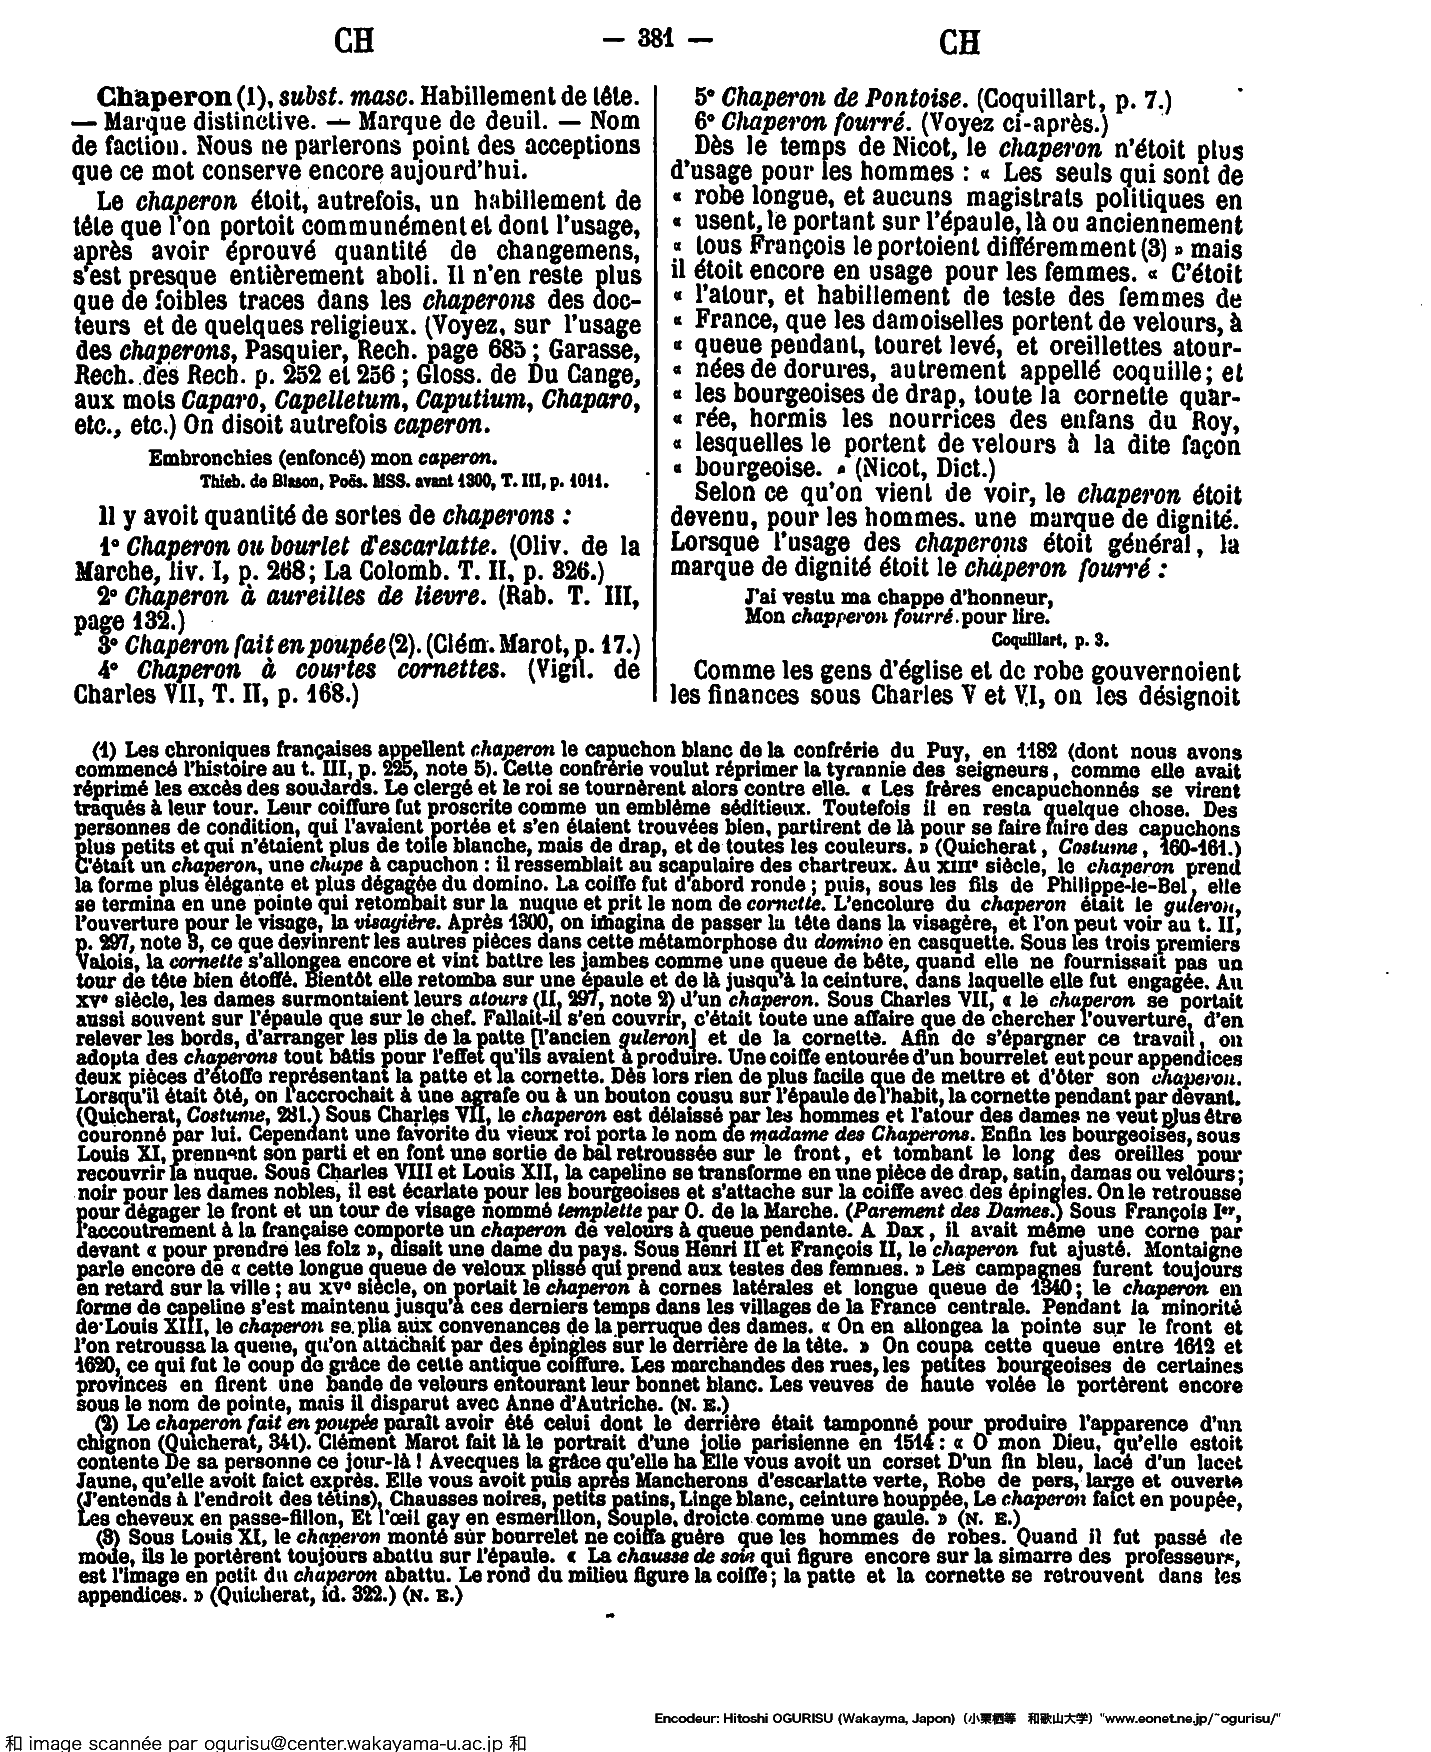 CH
— 381 —
CH
Chaperon (1), subst. masc. Habillement de tête.
— Marque distinctive. — Marque de deuil. — Nom
de faction. Nous ne parlerons point des acceptions
que ce mot conserve encore aujourd'hui.
Le chaperon étoit, autrefois, un habillement de
tête que l'on portoit communément et dont l'usage,
après avoir éprouvé quantité de changemens,
s'est presque entièrement aboli. Il n'en reste plus
que de foibles traces dans les chaperons des doc-
teurs et de quelques religieux. (Voyez, sur l'usage
des chaperons, Pasquier, Rech. page 685 ; Garasse,
Rech. des Rech. p. 252 et 256 ; Gloss. de Du Cange,
aux mots Caparo, Capelletum, Caputium, Chaparo,
etc., etc.) On disoit autrefois caperon.
Embronchies (enfoncé) mon caperon.
Thieb. de Blason, Poës. MSS. avant 1300, T. III, p. 1011.
Il y avoit quantité de sortes de chaperons :
1° Chaperon ou bourlet d'escarlatte. (Oliv. de la
Marche, liv. I, p. 268 ; La Colomb. T. II, p. 326.)
2° Chaperon à aureilles de lievre. (Rab. T. III,
page 132.)
3° Chaperon fait en poupée (2). (Clém. Marot, p. 17.)
4° Chaperon à courtes cornettes. (Vigil. de
Charles VII, T. II, p. 168.)
5° Chaperon de Pontoise. (Coquillart, p. 7.)
6° Chaperon fourré. (Voyez ci-après.)
Dès le temps de Nicot, le chaperon n'étoit plus
d'usage pour les hommes : « Les seuls qui sont de
« robe longue, et aucuns magistrats politiques en
« usent, le portant sur l'épaule, là ou anciennement
« tous François le portoient différemment (3) » mais
il étoit encore en usage pour les femmes. « C'étoit
« l'atour, et habillement de teste des femmes de
« France, que les damoiselles portent de velours, à
« queue pendant, touret levé, et oreillettes atour-
« nées de dorures, autrement appellé coquille ; et
« les bourgeoises de drap, toute la cornette quar-
« rée, hormis les nourrices des enfans du Roy,
« lesquelles le portent de velours à la dite façon
« bourgeoise. » (Nicot, Dict.)
Selon ce qu'on vient de voir, le chaperon étoit
devenu, pour les hommes. une marque de dignité.
Lorsque l'usage des chaperons étoit général, la
marque de dignité étoit le chaperon fourré :
J'ai vestu ma chappe d'honneur,
Mon chapperon fourré pour lire.
Coquillart, p. 3.
Comme les gens d'église et de robe gouvernoient
les finances sous Charles V et VI, on les désignoit
(1) Les chroniques françaises appellent chaperon le capuchon blanc de la confrérie du Puy, en 1182 (dont nous avons
commencé l'histoire au t. III, p. 225, note 5). Cette confrérie voulut réprimer la tyrannie des seigneurs, comme elle avait
réprimé les excès des soudards. Le clergé et le roi se tournèrent alors contre elle. « Les frères encapuchonnés se virent
traqués à leur tour. Leur coiffure fut proscrite comme un emblême séditieux. Toutefois il en resta quelque chose. Des
personnes de condition, qui l'avaient portée et s'en étaient trouvées bien, partirent de là pour se faire faire des capuchons
plus petits et qui n'étaient plus de toile blanche, mais de drap, et de toutes les couleurs. » (Quicherat, Costume, 160-161.)
C'était un chaperon, une chape à capuchon : il ressemblait au scapulaire des chartreux. Au XIIIe siècle, le chaperon prend
la forme plus élégante et plus dégagée du domino. La coiffe fut d'abord ronde ; puis, sous les fils de Philippe-le-Bel, elle
se termina en une pointe qui retombait sur la nuque et prit le nom de cornette. L'encolure du chaperon était le guleron,
l'ouverture pour le visage, la visagière. Après 1300, on imagina de passer la tête dans la visagère, et l'on peut voir au t. II,
p. 297, note 3, ce que devinrent les autres pièces dans cette métamorphose du domino en casquette. Sous les trois premiers
Valois, la cornette s'allongea encore et vint battre les jambes comme une queue de bête, quand elle ne fournissait pas un
tour de tête bien étoffé. Bientôt elle retomba sur une épaule et de là jusqu'à la ceinture, dans laquelle elle fut engagée. Au
XVe siècle, les dames surmontaient leurs atours (II, 297, note 2) d'un chaperon. Sous Charles VII, « le chaperon se portait
aussi souvent sur l'épaule que sur le chef. Fallait-il s'en couvrir, c'était toute une affaire que de chercher l'ouverture, d'en
relever les bords, d'arranger les plis de la patte [l'ancien guleron] et de la cornette. Afin de s'épargner ce travail, on
adopta des chaperons tout bâtis pour l'effet qu'ils avaient à produire. Une coiffe entourée d'un bourrelet eut pour appendices
deux pièces d'étoffe représentant la patte et la cornette. Dès lors rien de plus facile que de mettre et d'ôter son chaperon.
Lorsqu'il était ôté, on l'accrochait à une agrafe ou à un bouton cousu sur l'épaule de l'habit, la cornette pendant par devant.
(Quicherat, Costume, 281.) Sous Charles VII, le chaperon est délaissé par les hommes et l'atour des dames ne veut plus être
couronné par lui. Cependant une favorite du vieux roi porta le nom de madame des Chaperons. Enfin les bourgeoises, sous
Louis XI, prennent son parti et en font une sortie de bal retroussée sur le front, et tombant le long des oreilles pour
recouvrir la nuque. Sous Charles VIII et Louis XII, la capeline se transforme en une pièce de drap, satin, damas ou velours ;
noir pour les dames nobles, il est écarlate pour les bourgeoises et s'attache sur la coiffe avec des épingles. On le retrousse
pour dégager le front et un tour de visage nommé templette par O. de la Marche. (Parement des Dames.) Sous François Ier,
l'accoutrement à la française comporte un chaperon de velours à queue pendante. A Dax, il avait même une corne par
devant « pour prendre les folz », disait une dame du pays. Sous Henri II et François II, le chaperon fut ajusté. Montaigne
parle encore de « cette longue queue de veloux plissé qui prend aux testes des femmes. » Les campagnes furent toujours
en retard sur la ville ; au XVe siècle, on portait le chaperon à cornes latérales et longue queue de 1340 ; le chaperon en
forme de capeline s'est maintenu jusqu'à ces derniers temps dans les villages de la France centrale. Pendant la minorité
de Louis XIII, le chaperon se plia aux convenances de la perruque des dames. « On en allongea la pointe sur le front et
l'on retroussa la queue, qu'on attachait par des épingles sur le derrière de la tête. » On coupa cette queue entre 1612 et
1620, ce qui fut le coup de grâce de cette antique coiffure. Les marchandes des rues, les petites bourgeoises de certaines
provinces en firent une bande de velours entourant leur bonnet blanc. Les veuves de haute volée le portèrent encore
sous le nom de pointe, mais il disparut avec Anne d'Autriche. (N. E.)
(2) Le chaperon fait en poupée paraît avoir été celui dont le derrière était tamponné pour produire l'apparence d'un
chignon (Quicherat, 341). Clément Marot fait là le portrait d'une jolie parisienne en 1514 : « O mon Dieu, qu'elle estoit
contente De sa personne ce jour-là ! Avecques la grâce qu'elle ha Elle vous avoit un corset D'un fin bleu, lacé d'un lacet
Jaune, qu'elle avoit faict exprès. Elle vous avoit puis après Mancherons d'escarlatte verte, Robe de pers, large et ouverte
(J'entends à l'endroit des tétins), Chausses noires, petits patins, Linge blanc, ceinture houppée, Le chaperon faict en poupée,
Les cheveux en passe-fillon, Et l'œil gay en esmerillon, Souple, droicte comme une gaule. » (N. E.)
(3) Sous Louis XI, le chaperon monté sur bourrelet ne coiffa guère que les hommes de robes. Quand il fut passé de
mode, ils le portèrent toujours abattu sur l'épaule. « La chausse de soie qui figure encore sur la simarre des professeurs,
est l'image en petit du chaperon abattu. Le rond du milieu figure la coiffe ; la patte et la cornette se retrouvent dans les
appendices. » (Quicherat, id. 322.) (N. E.)
Encodeur: Hitoshi OGURISU (Wakayma, Japon) (小栗栖等 和歌山大学) "www.eonet.ne.jp/~ogurisu/"
和 image scannée par ogurisu@center.wakayama-u.ac.jp 和